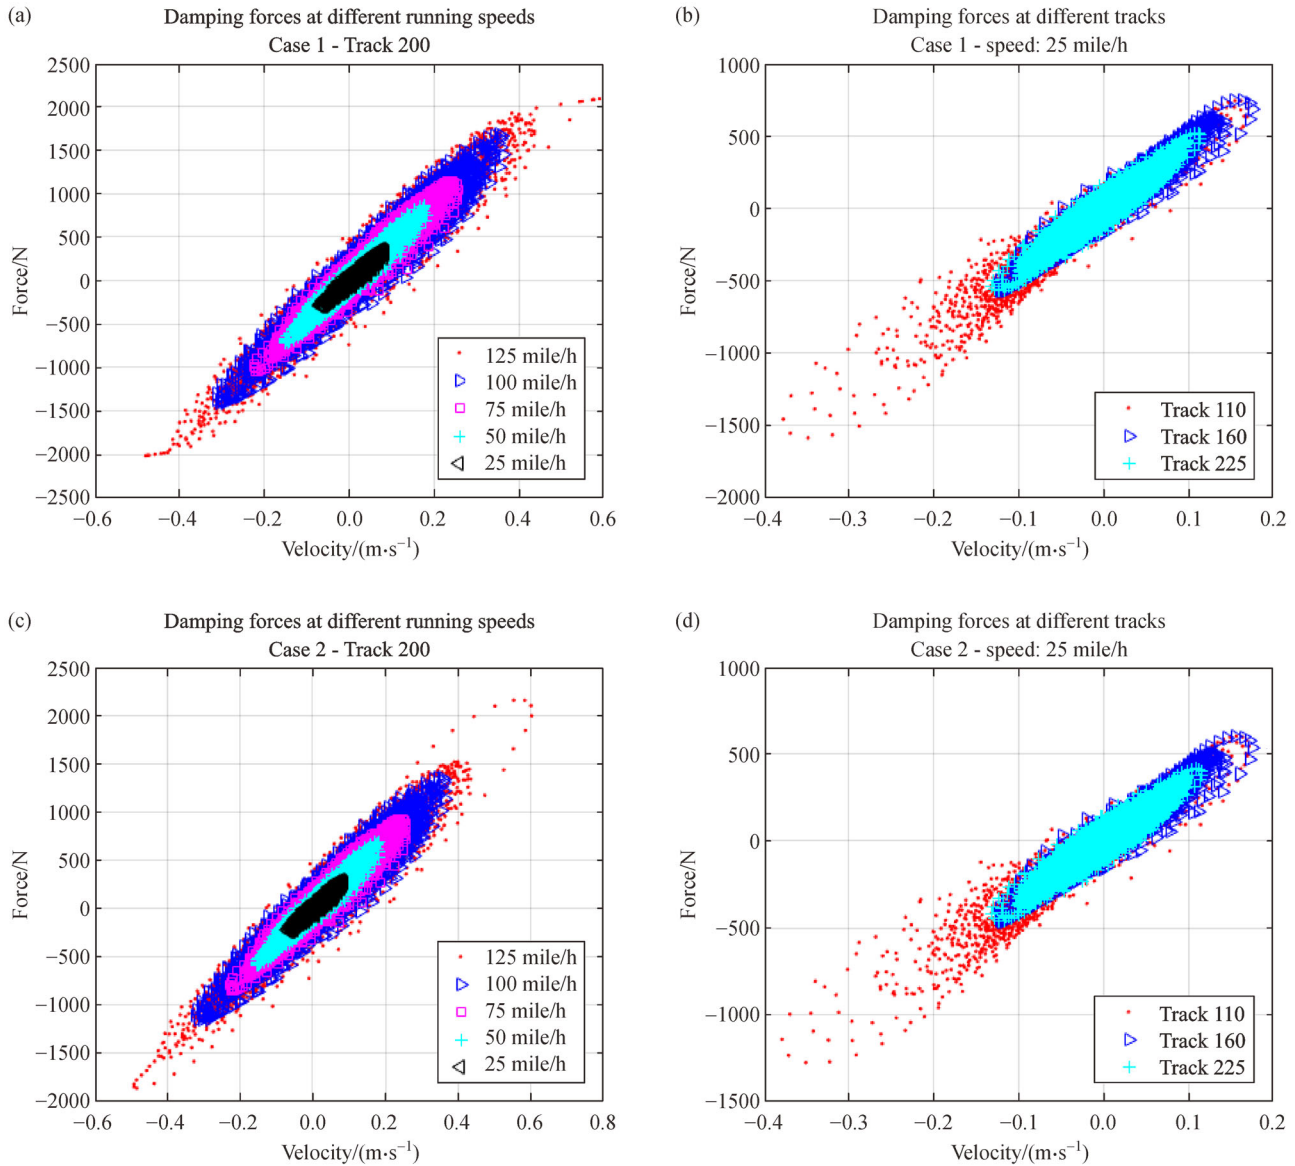 (a)
Damping forces at different running speeds
Case 1 - Track 200
2500
2000
1500
1000
500
0
−500
−1000
−1500
−2000
−2500
Force/N
125 mile/h
100 mile/h
75 mile/h
50 mile/h
25 mile/h
−0.6 −0.4 −0.2 0.0 0.2 0.4 0.6
Velocity/(m·s⁻¹)
(b)
Damping forces at different tracks
Case 1 - speed: 25 mile/h
1000
500
0
−500
−1000
−1500
−2000
Force/N
Track 110
Track 160
Track 225
−0.4 −0.3 −0.2 −0.1 0.0 0.1 0.2
Velocity/(m·s⁻¹)
(c)
Damping forces at different running speeds
Case 2 - Track 200
2500
2000
1500
1000
500
0
−500
−1000
−1500
−2000
Force/N
125 mile/h
100 mile/h
75 mile/h
50 mile/h
25 mile/h
−0.6 −0.4 −0.2 0.0 0.2 0.4 0.6 0.8
Velocity/(m·s⁻¹)
(d)
Damping forces at different tracks
Case 2 - speed: 25 mile/h
1000
500
0
−500
−1000
−1500
Force/N
Track 110
Track 160
Track 225
−0.4 −0.3 −0.2 −0.1 0.0 0.1 0.2
Velocity/(m·s⁻¹)